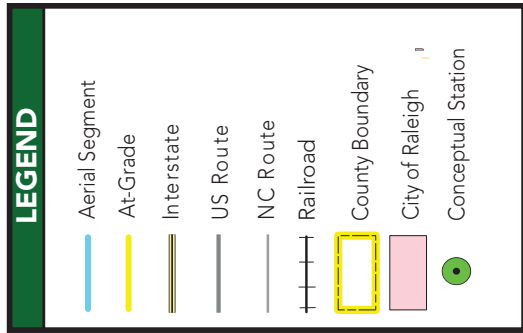 LEGEND
Aerial Segment
At-Grade
Interstate
US Route
NC Route
Railroad
County Boundary
City of Raleigh
Conceptual Station